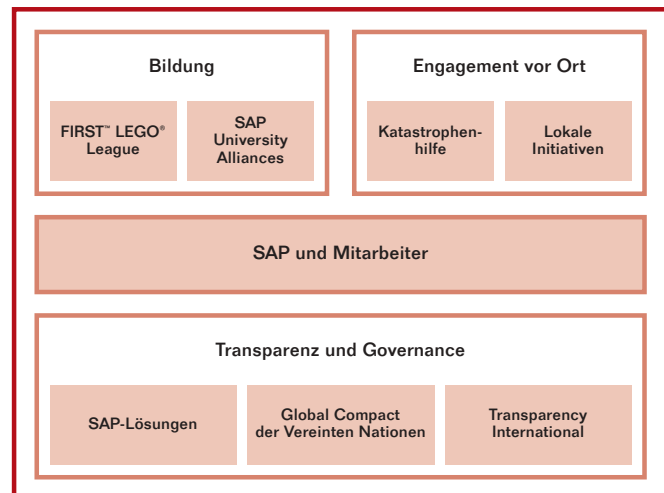 Bildung
FIRST™ LEGO®
League
SAP
University
Alliances
Engagement vor Ort
Katastrophen-
hilfe
Lokale
Initiativen
SAP und Mitarbeiter
Transparenz und Governance
SAP-Lösungen
Global Compact
der Vereinten Nationen
Transparency
International